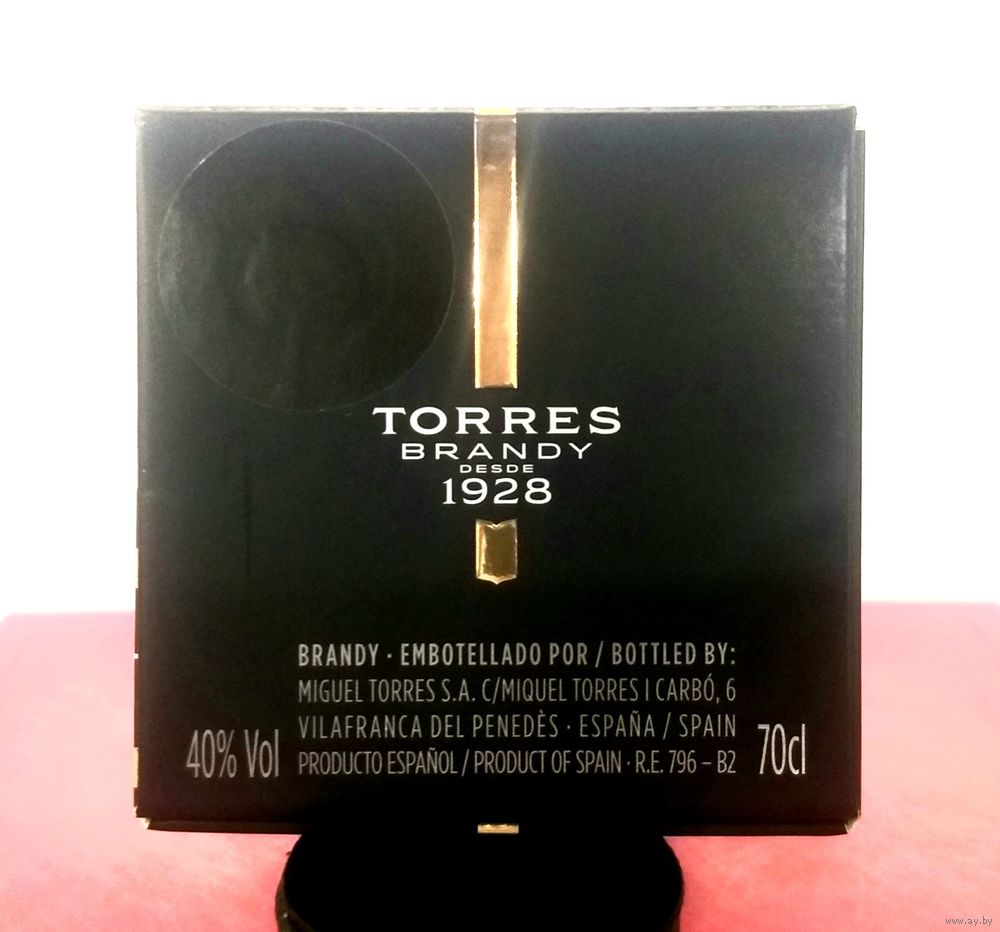 TORRES
BRANDY
DESDE
1928
BRANDY · EMBOTELLADO POR / BOTTLED BY:
MIGUEL TORRES S.A. C/MIQUEL TORRES I CARBÓ, 6
VILAFRANCA DEL PENEDÈS · ESPAÑA / SPAIN
PRODUCTO ESPAÑOL / PRODUCT OF SPAIN · R.E. 796 – B2
40% Vol
70cl
www.ay.by